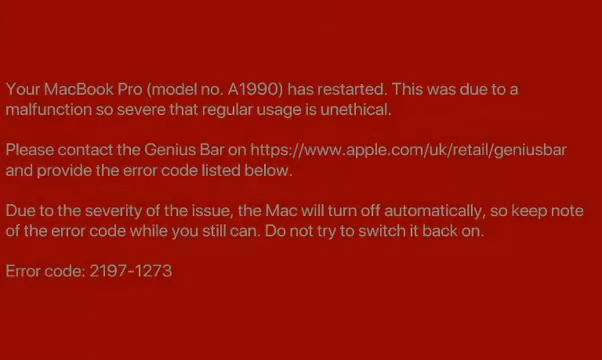 Your MacBook Pro (model no. A1990) has restarted. This was due to a
malfunction so severe that regular usage is unethical.
Please contact the Genius Bar on https://www.apple.com/uk/retail/geniusbar
and provide the error code listed below.
Due to the severity of the issue, the Mac will turn off automatically, so keep note
of the error code while you still can. Do not try to switch it back on.
Error code: 2197-1273